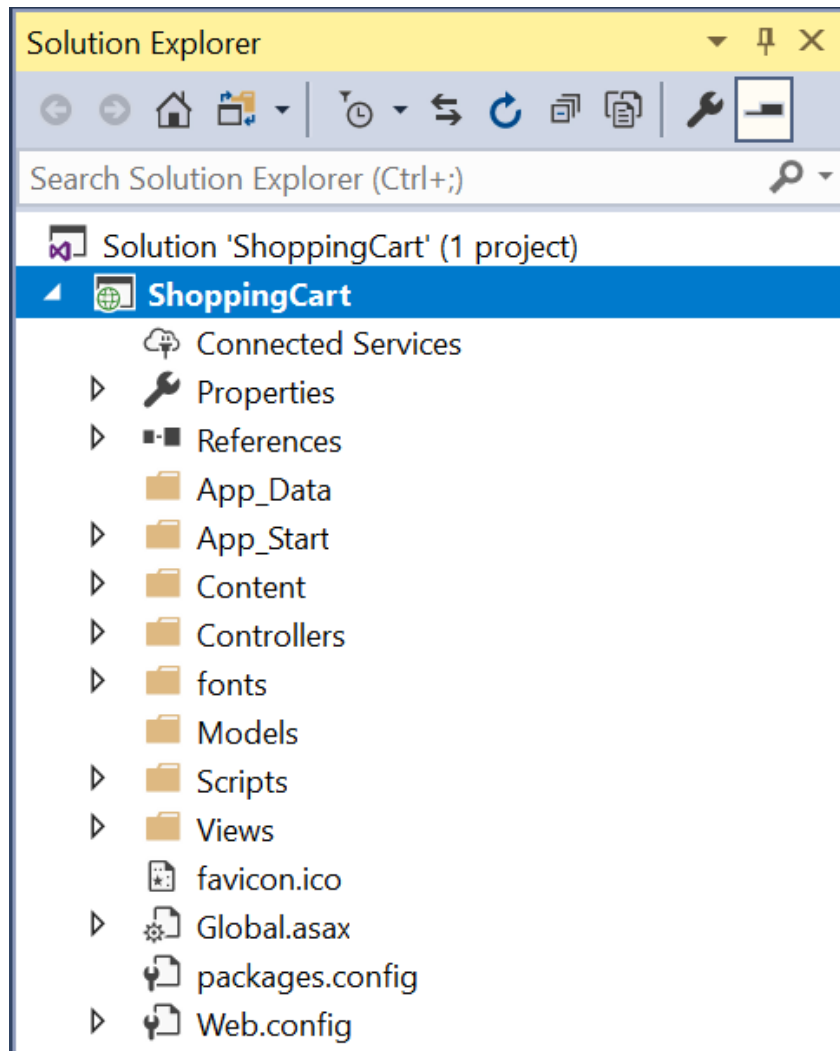 Solution Explorer
Search Solution Explorer (Ctrl+;)
Solution 'ShoppingCart' (1 project)
ShoppingCart
Connected Services
Properties
References
App_Data
App_Start
Content
Controllers
fonts
Models
Scripts
Views
favicon.ico
Global.asax
packages.config
Web.config